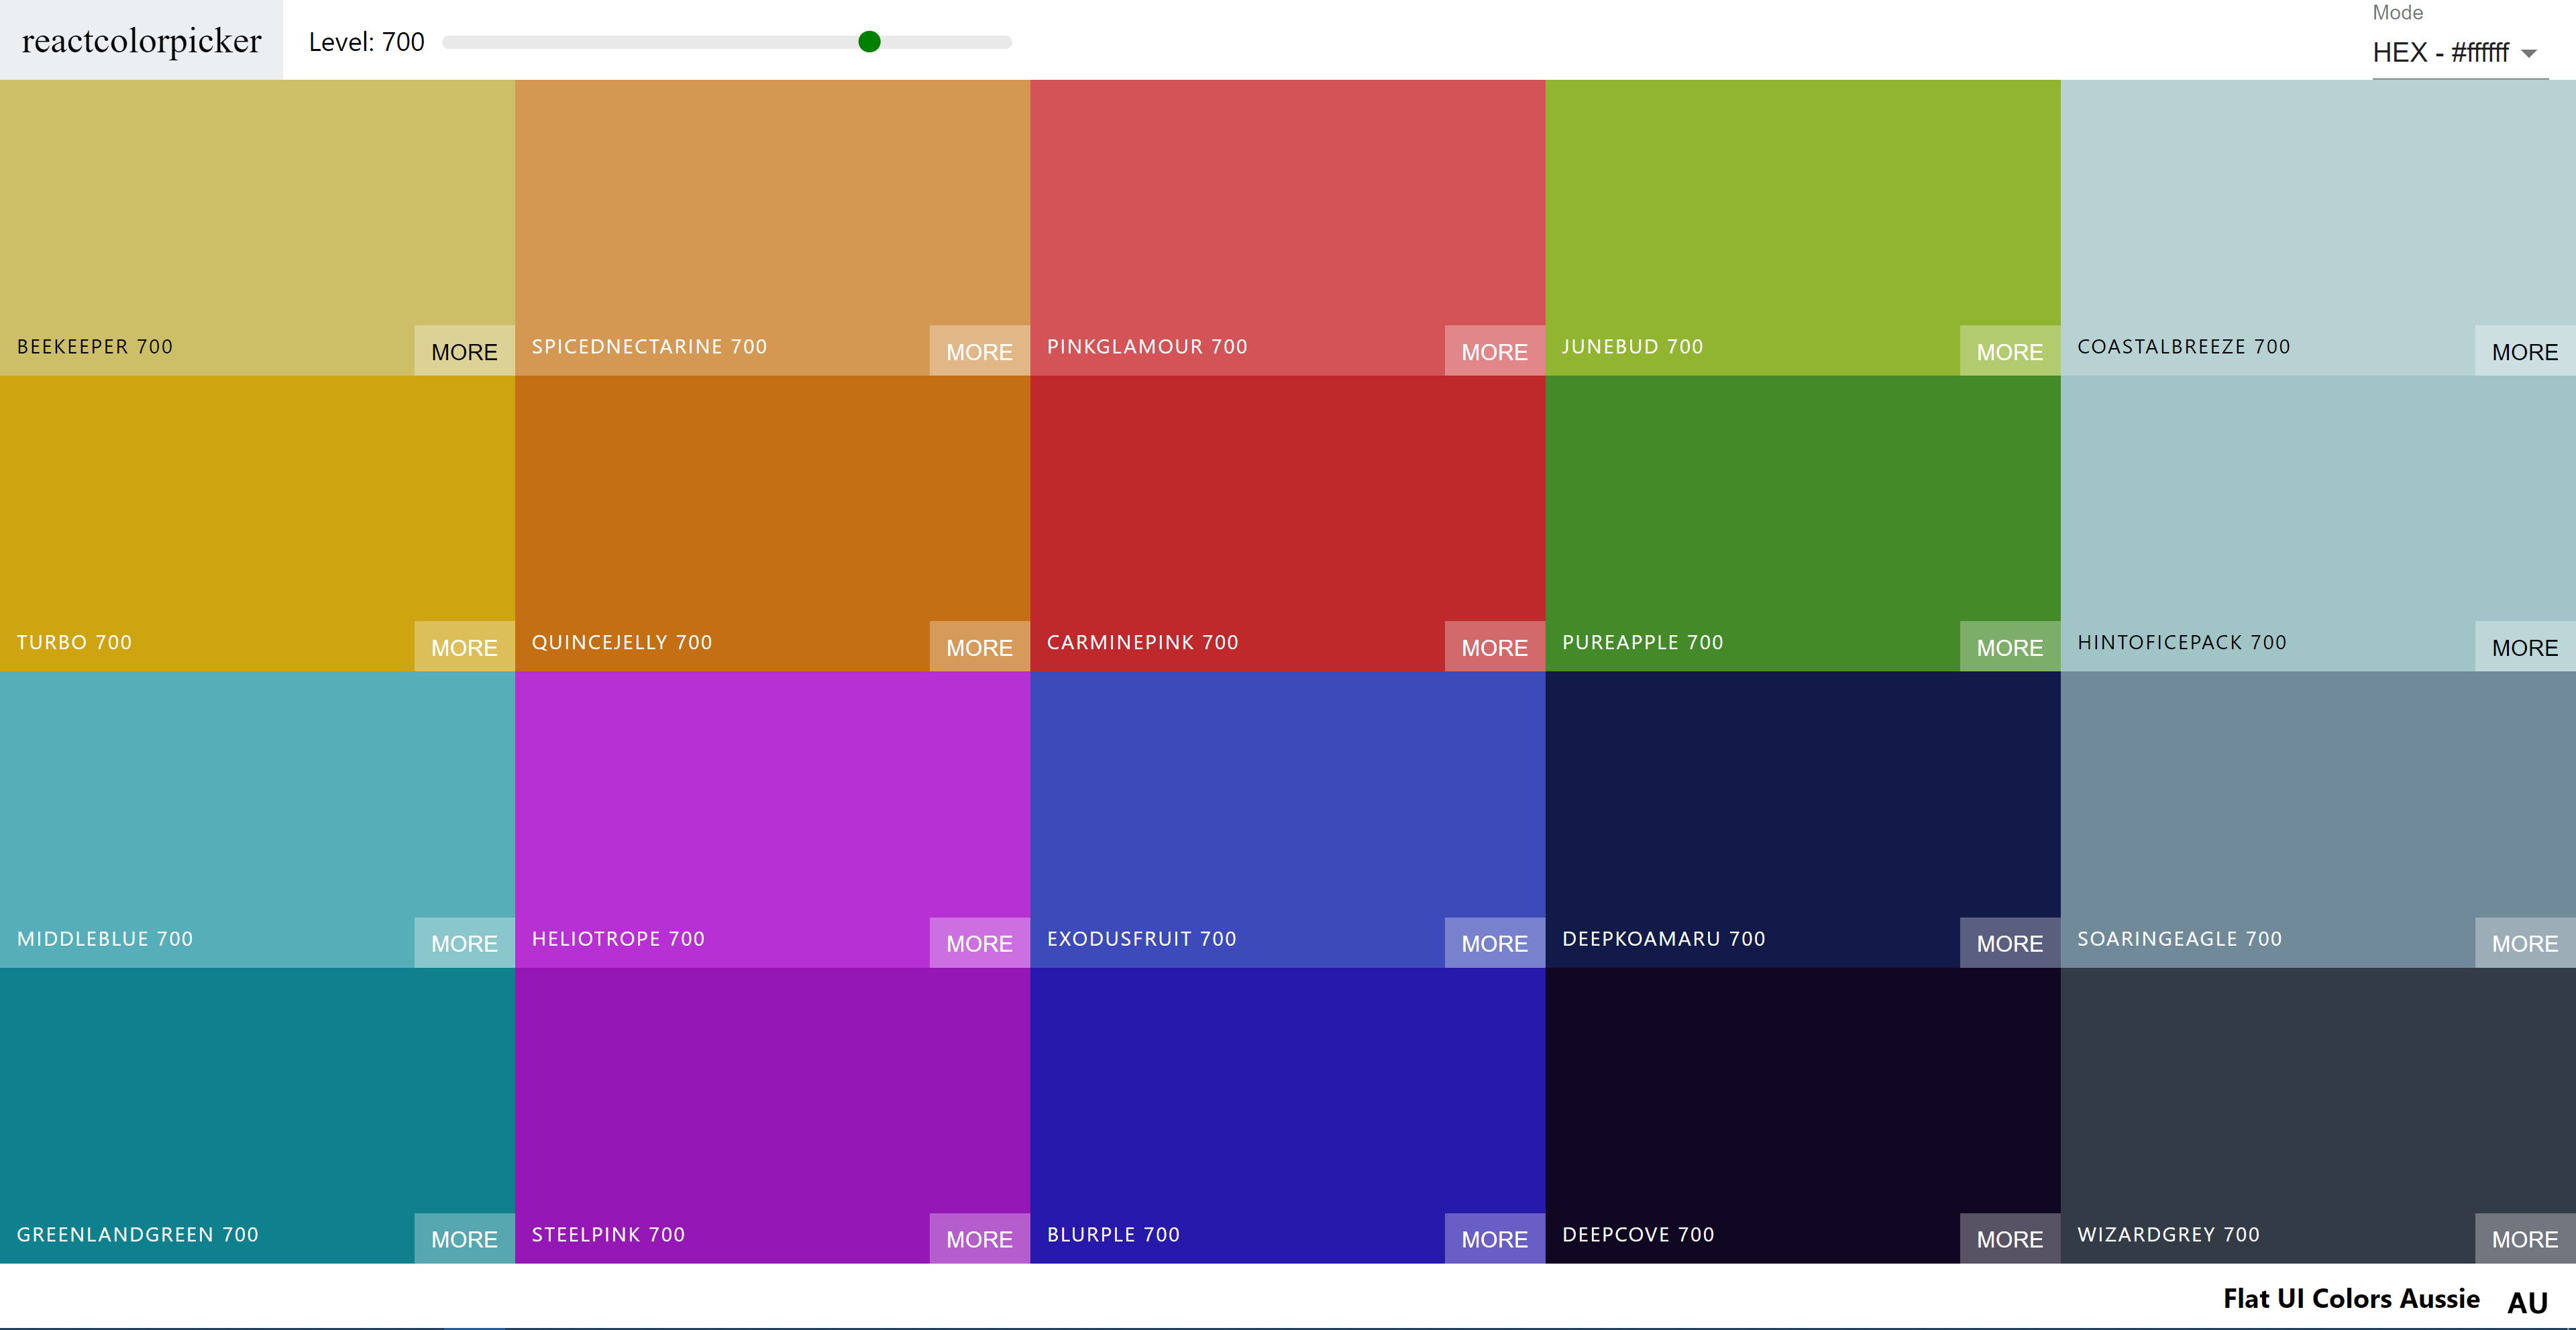 reactcolorpicker
Level: 700
Mode
HEX - #ffffff
BEEKEEPER 700
MORE
SPICEDNECTARINE 700
MORE
PINKGLAMOUR 700
MORE
JUNEBUD 700
MORE
COASTALBREEZE 700
MORE
TURBO 700
MORE
QUINCEJELLY 700
MORE
CARMINEPINK 700
MORE
PUREAPPLE 700
MORE
HINTOFICEPACK 700
MORE
MIDDLEBLUE 700
MORE
HELIOTROPE 700
MORE
EXODUSFRUIT 700
MORE
DEEPKOAMARU 700
MORE
SOARINGEAGLE 700
MORE
GREENLANDGREEN 700
MORE
STEELPINK 700
MORE
BLURPLE 700
MORE
DEEPCOVE 700
MORE
WIZARDGREY 700
MORE
Flat UI Colors Aussie
AU